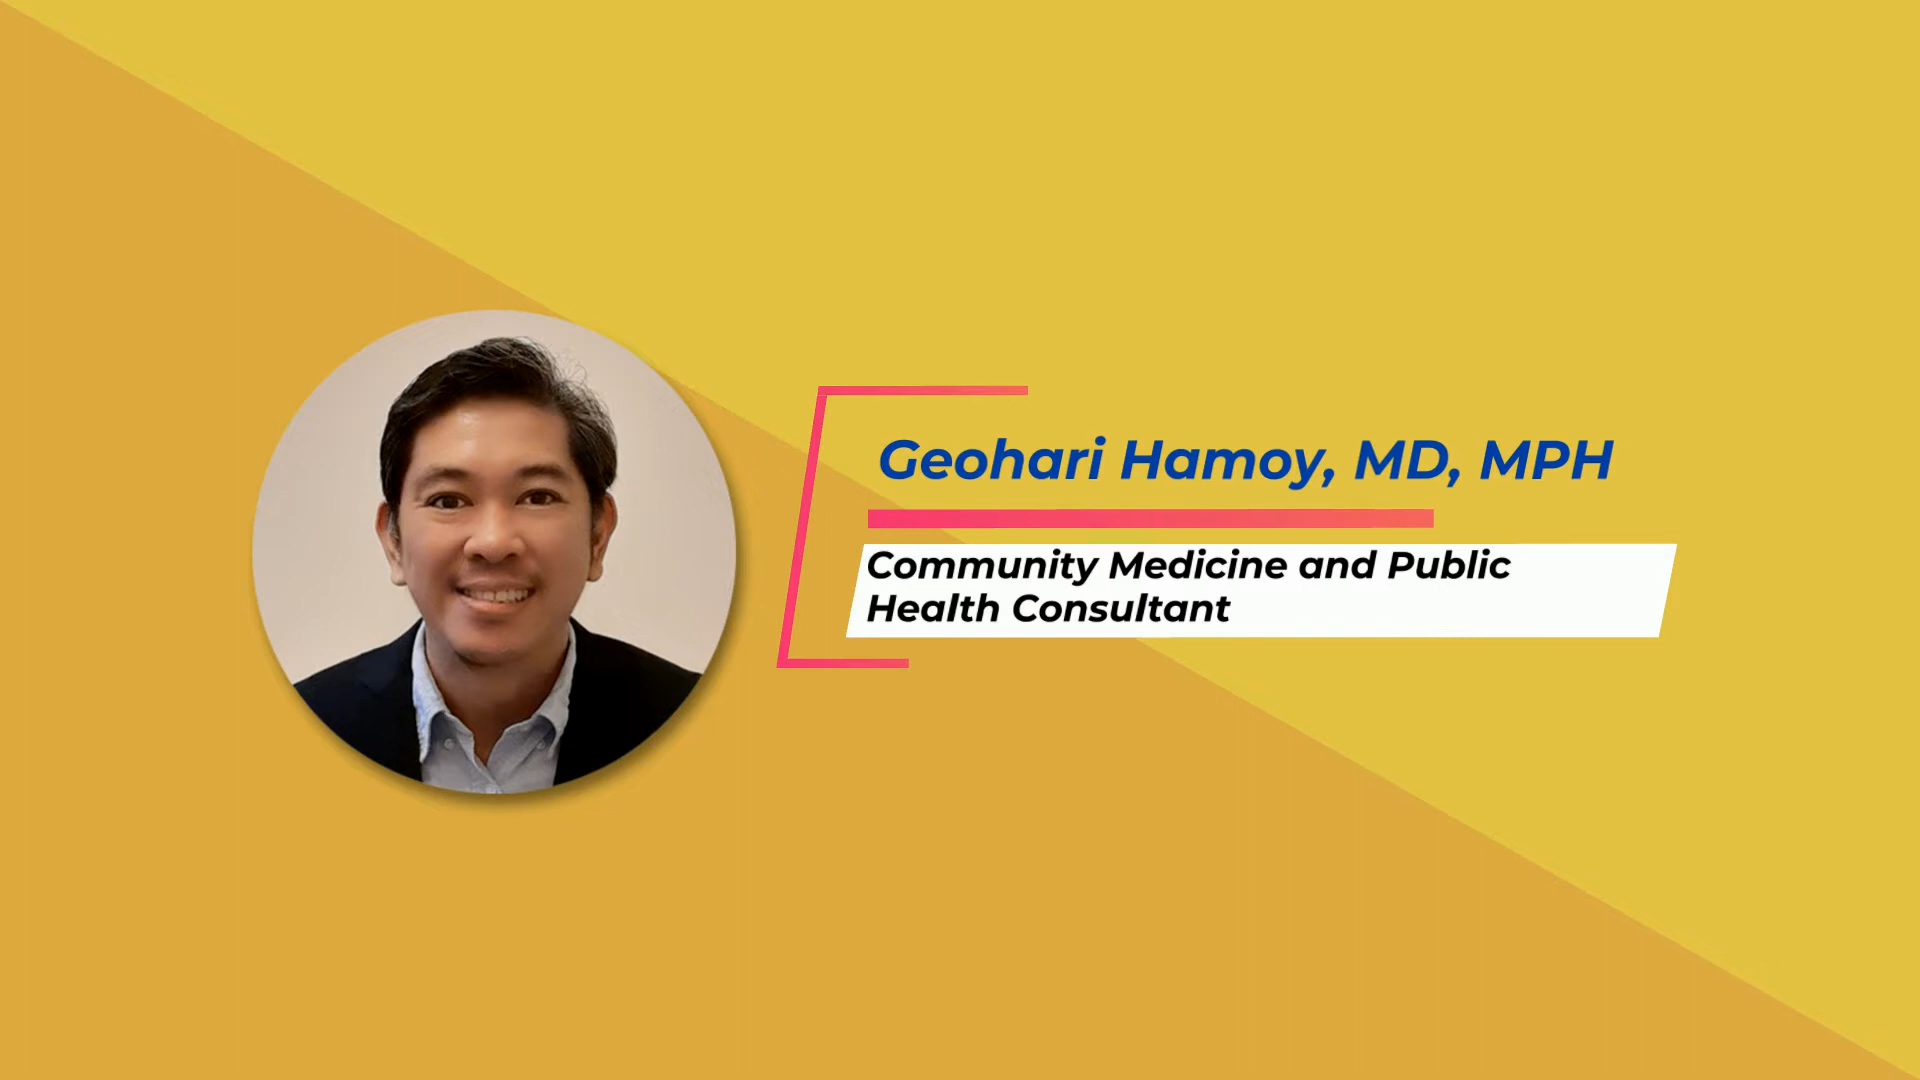 Geohari Hamoy, MD, MPH
Community Medicine and Public
Health Consultant